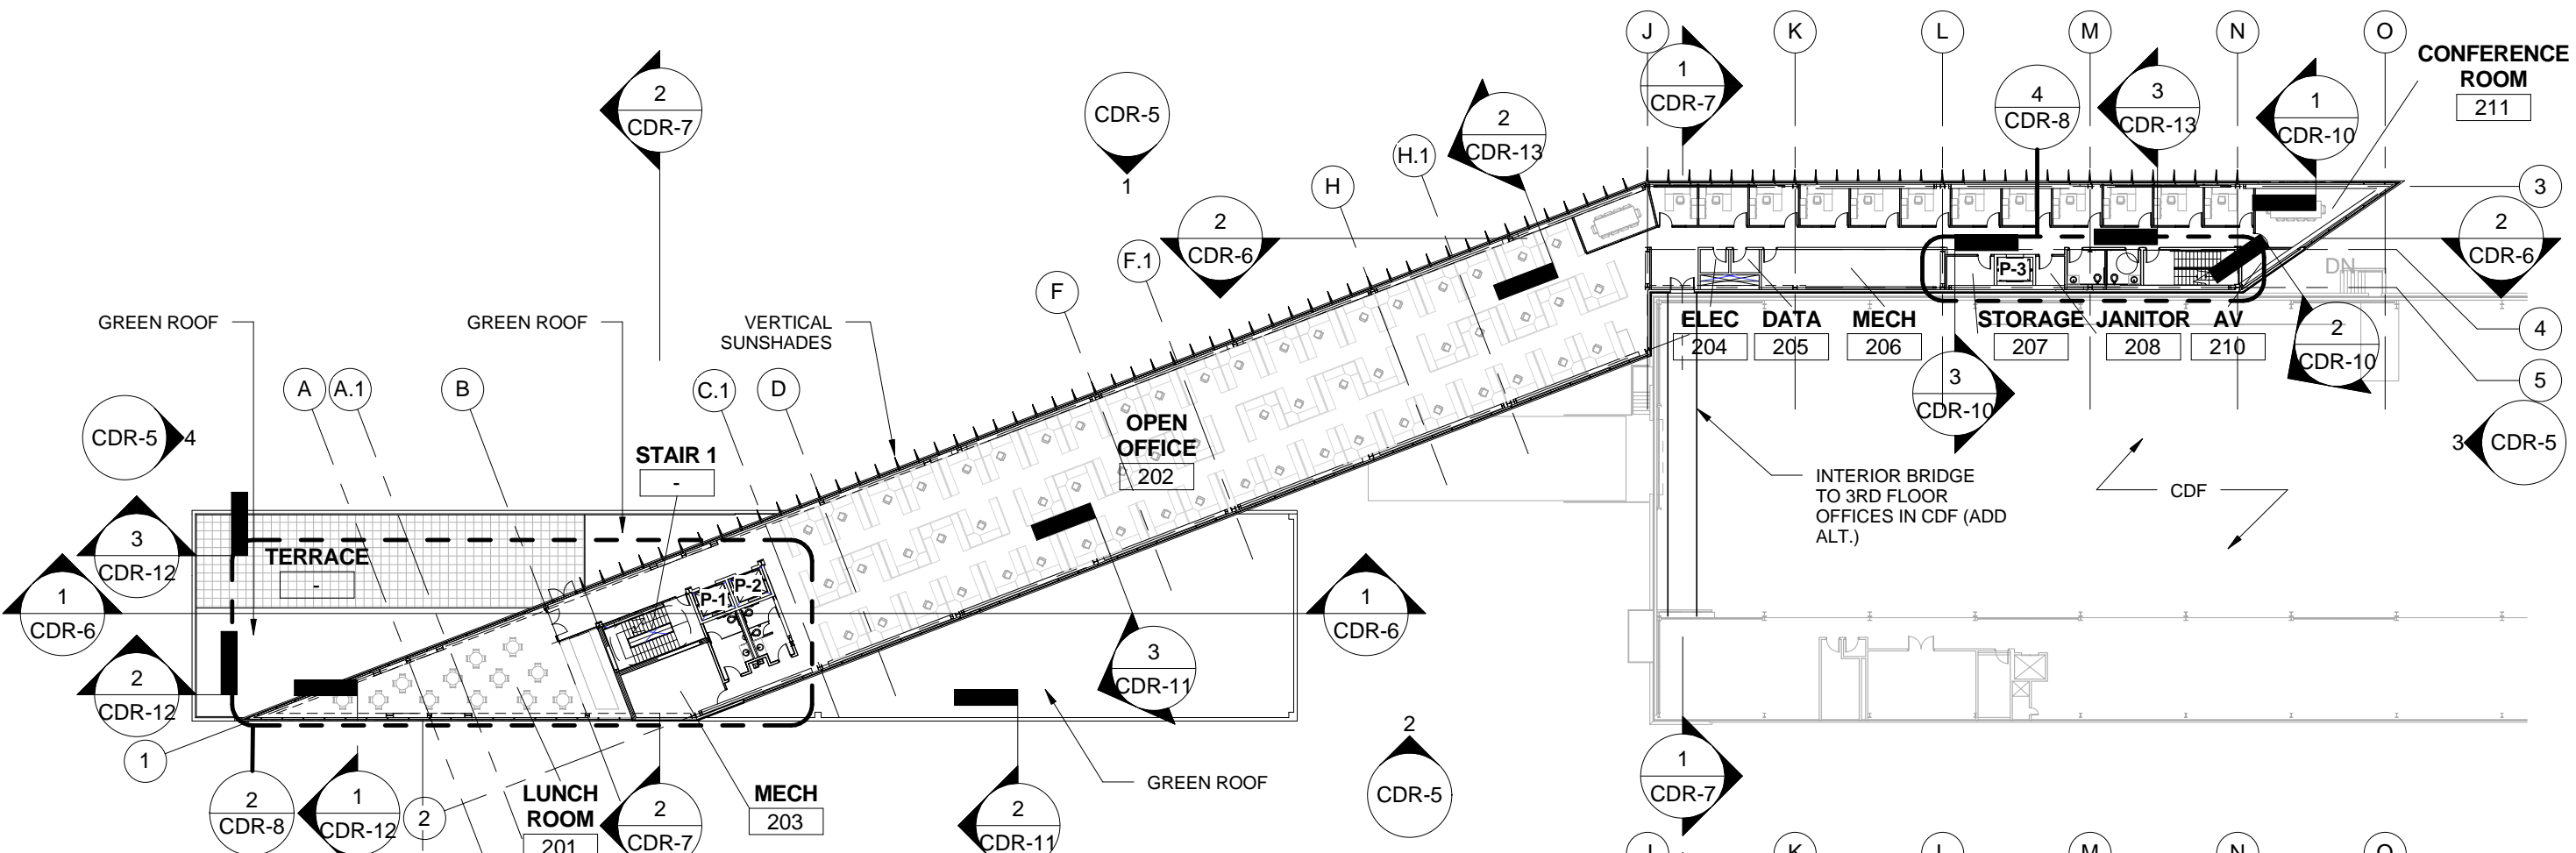 J
K
L
M
N
O
CONFERENCE
ROOM
211
2
CDR-7
CDR-5
1
2
CDR-13
1
CDR-7
4
CDR-8
3
CDR-13
1
CDR-10
H.1
H
3
2
CDR-6
F.1
F
2
CDR-6
P-3
DN
GREEN ROOF
GREEN ROOF
VERTICAL
SUNSHADES
ELEC
204
DATA
205
MECH
206
STORAGE
207
JANITOR
208
AV
210
2
CDR-10
4
5
A
A.1
B
C.1
D
3
CDR-10
CDR-5
4
STAIR 1
-
OPEN
OFFICE
202
3
CDR-5
INTERIOR BRIDGE
TO 3RD FLOOR
OFFICES IN CDF (ADD
ALT.)
CDF
3
CDR-12
TERRACE
-
P-1
P-2
1
CDR-6
1
CDR-6
2
CDR-12
3
CDR-11
1
2
CDR-5
GREEN ROOF
1
CDR-7
2
CDR-8
1
CDR-12
2
LUNCH
ROOM
201
2
CDR-7
MECH
203
2
CDR-11
J
K
L
M
N
O